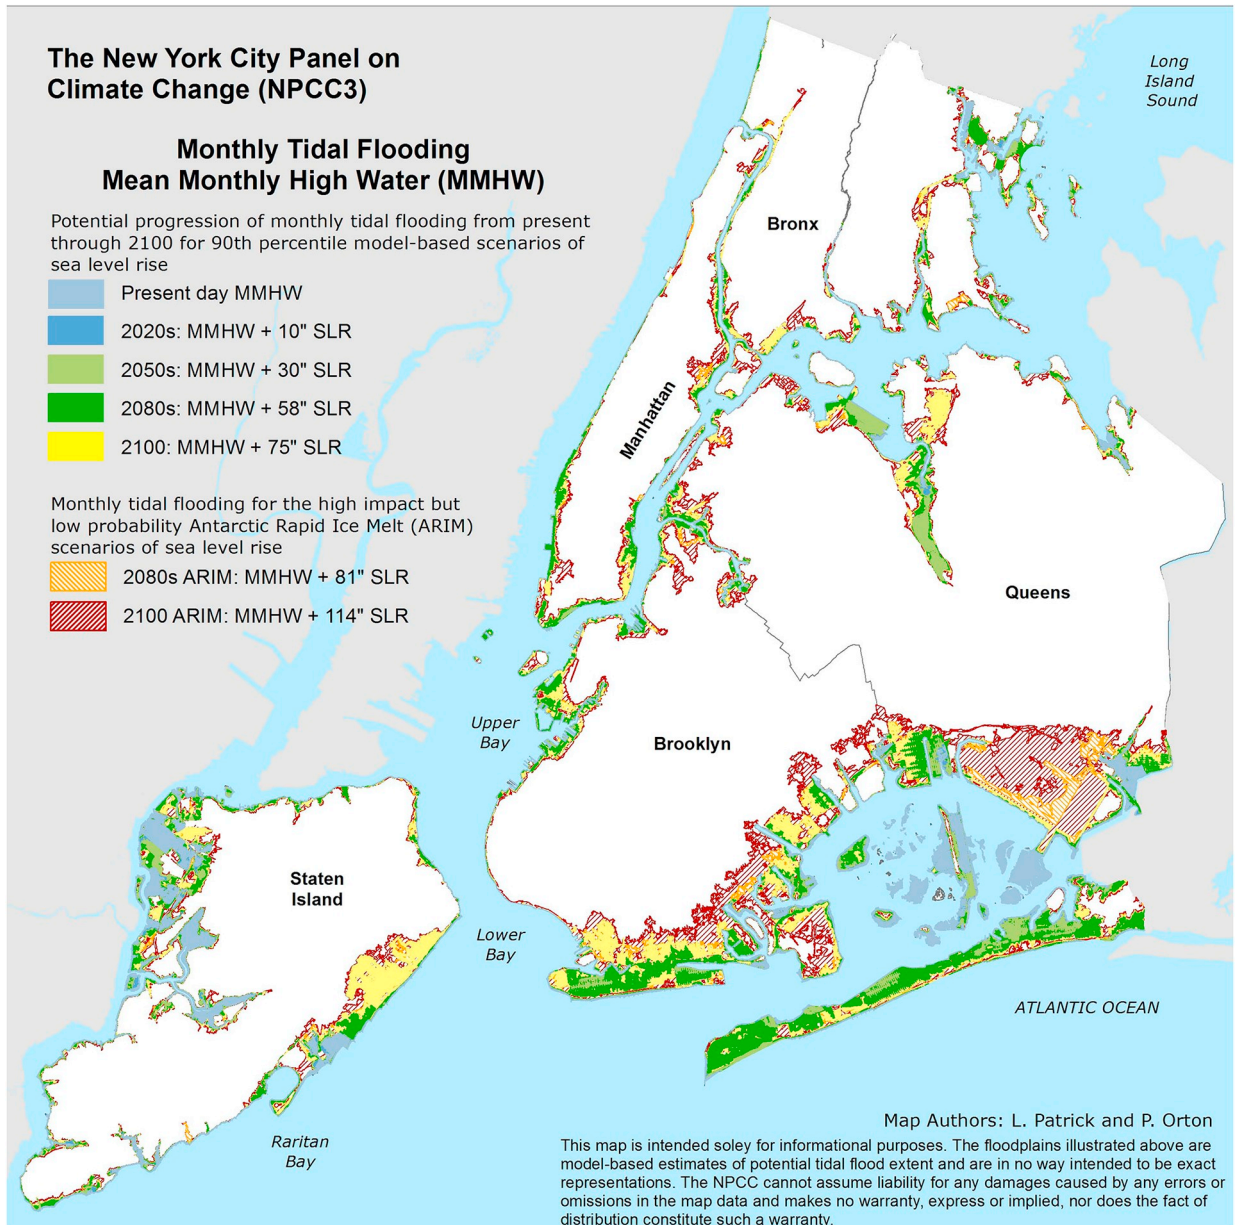 The New York City Panel on
Climate Change (NPCC3)
Monthly Tidal Flooding
Mean Monthly High Water (MMHW)
Potential progression of monthly tidal flooding from present
through 2100 for 90th percentile model-based scenarios of
sea level rise
Present day MMHW
2020s: MMHW + 10" SLR
2050s: MMHW + 30" SLR
2080s: MMHW + 58" SLR
2100: MMHW + 75" SLR
Monthly tidal flooding for the high impact but
low probability Antarctic Rapid Ice Melt (ARIM)
scenarios of sea level rise
2080s ARIM: MMHW + 81" SLR
2100 ARIM: MMHW + 114" SLR
Long
Island
Sound
Bronx
Manhattan
Queens
Upper
Bay
Brooklyn
Staten
Island
Lower
Bay
ATLANTIC OCEAN
Raritan
Bay
Map Authors: L. Patrick and P. Orton
This map is intended soley for informational purposes. The floodplains illustrated above are
model-based estimates of potential tidal flood extent and are in no way intended to be exact
representations. The NPCC cannot assume liability for any damages caused by any errors or
omissions in the map data and makes no warranty, express or implied, nor does the fact of
distribution constitute such a warranty.